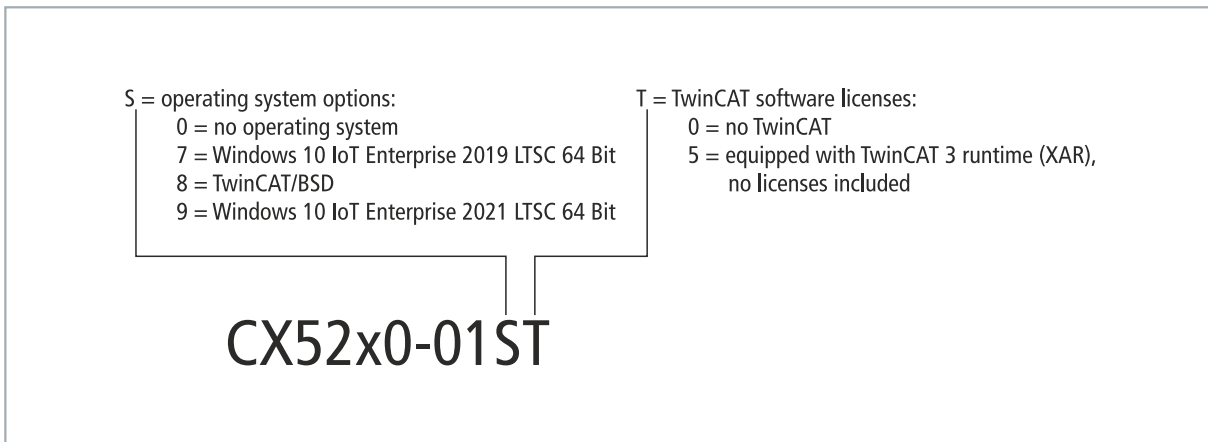 S = operating system options:
0 = no operating system
7 = Windows 10 IoT Enterprise 2019 LTSC 64 Bit
8 = TwinCAT/BSD
9 = Windows 10 IoT Enterprise 2021 LTSC 64 Bit
T = TwinCAT software licenses:
0 = no TwinCAT
5 = equipped with TwinCAT 3 runtime (XAR),
no licenses included
CX52x0-01ST